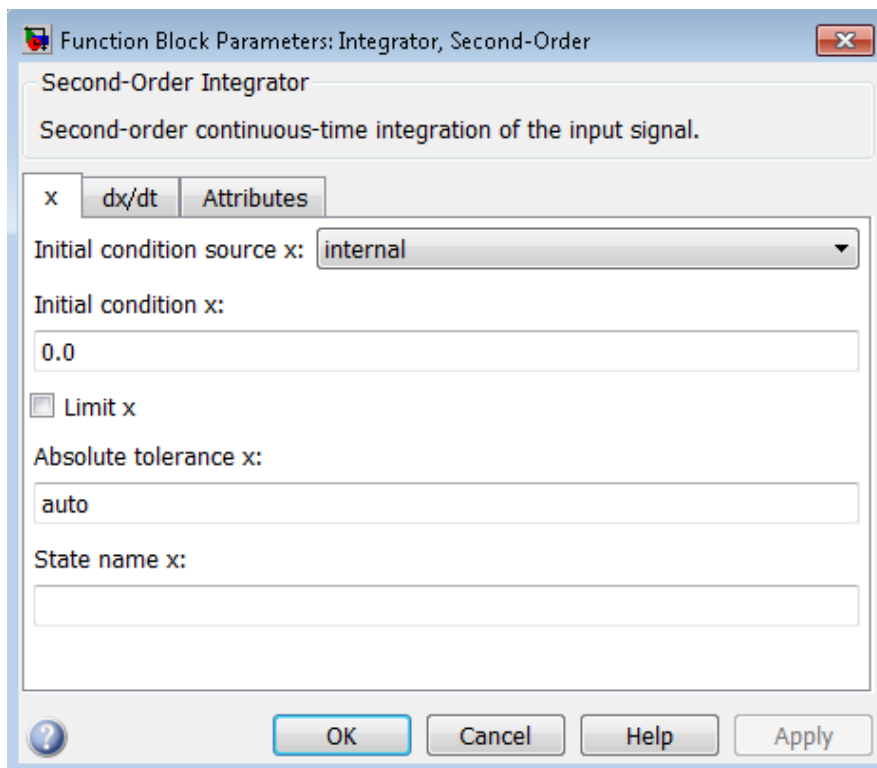 Function Block Parameters: Integrator, Second-Order
Second-Order Integrator
Second-order continuous-time integration of the input signal.
x dx/dt Attributes
Initial condition source x: internal
Initial condition x:
0.0
Limit x
Absolute tolerance x:
auto
State name x:
? OK Cancel Help Apply